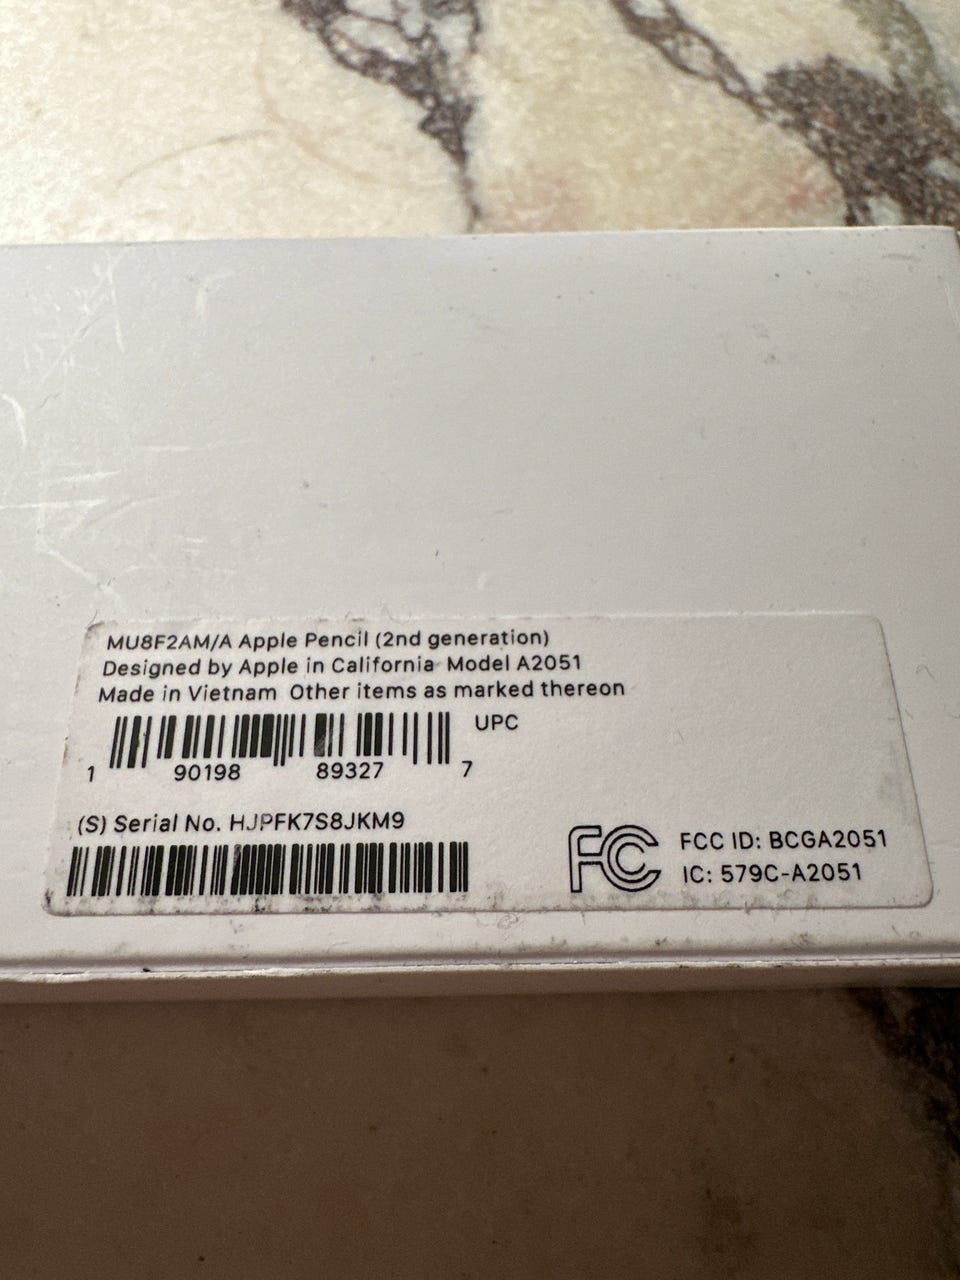 MU8F2AM/A Apple Pencil (2nd generation)
Designed by Apple in California Model A2051
Made in Vietnam Other items as marked thereon
UPC
1 90198 89327 7
(S) Serial No. HJPFK7S8JKM9
FC FCC ID: BCGA2051
IC: 579C-A2051